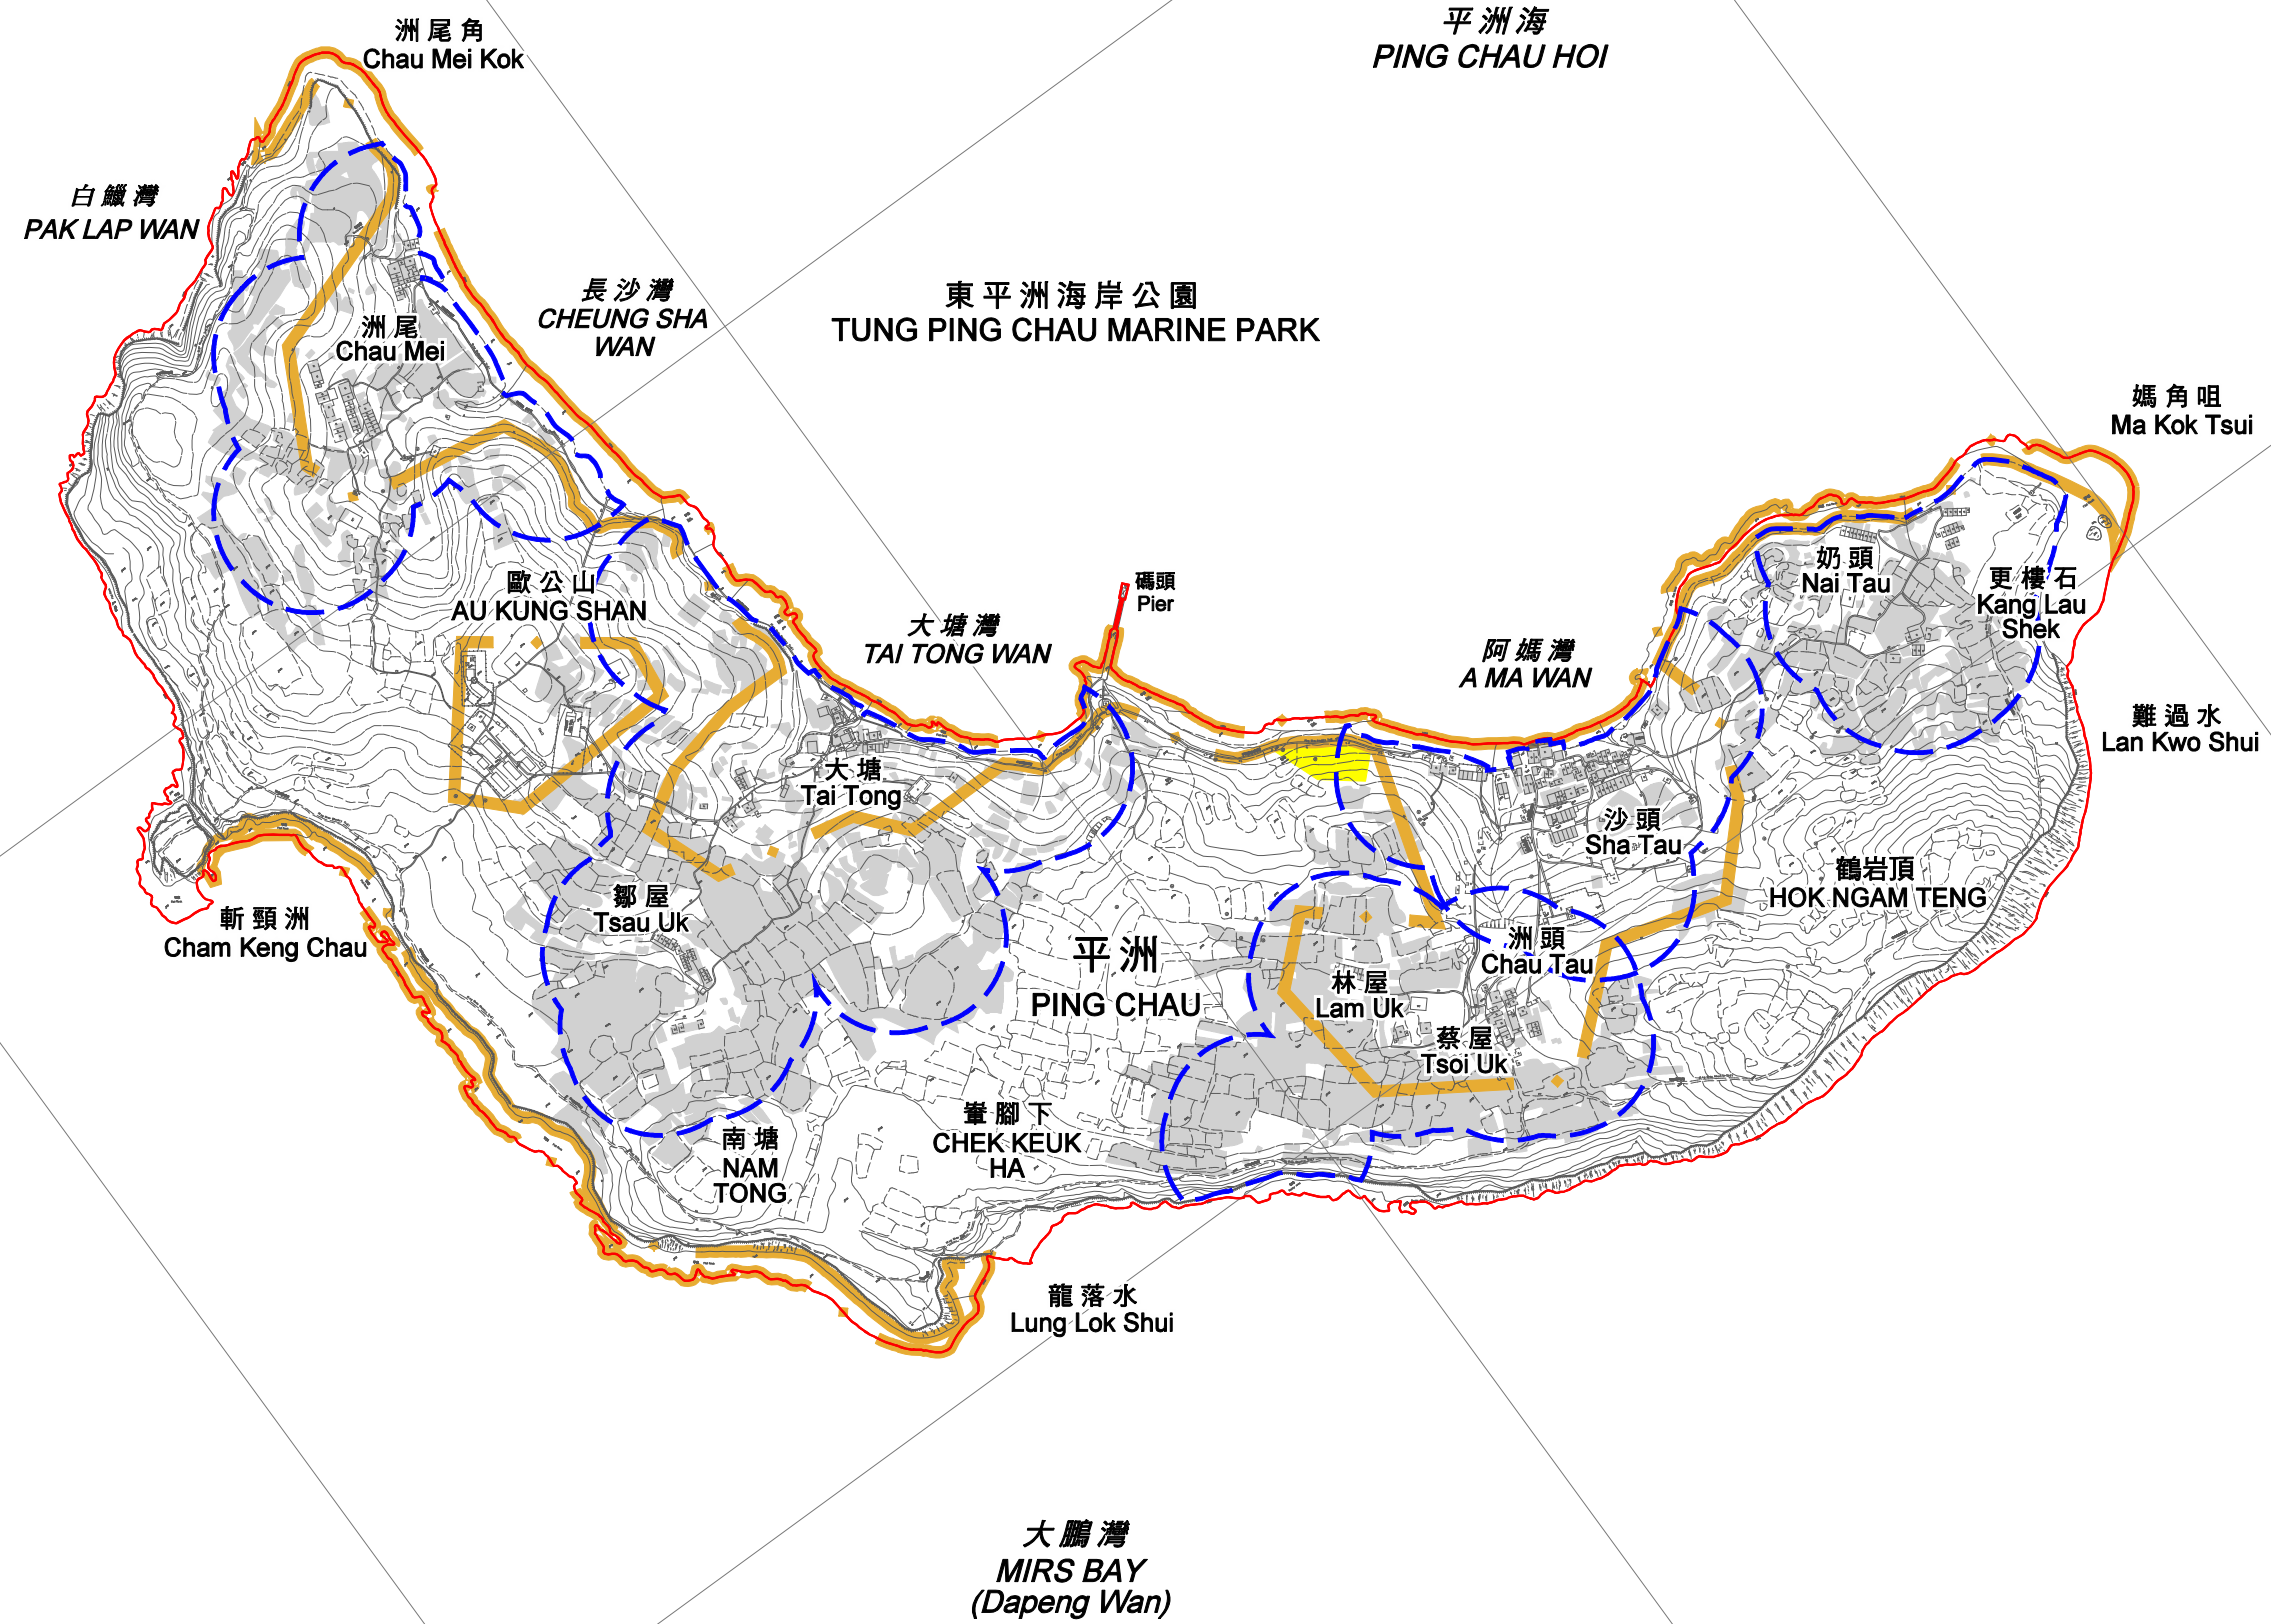 洲尾角
Chau Mei Kok
平洲海
PING CHAU HOI
白鱲灣
PAK LAP WAN
長沙灣
CHEUNG SHA
WAN
東平洲海岸公園
TUNG PING CHAU MARINE PARK
洲尾
Chau Mei
媽角咀
Ma Kok Tsui
歐公山
AU KUNG SHAN
碼頭
Pier
大塘灣
TAI TONG WAN
阿媽灣
A MA WAN
奶頭
Nai Tau
更樓石
Kang Lau
Shek
難過水
Lan Kwo Shui
大塘
Tai Tong
沙頭
Sha Tau
鶴岩頂
HOK NGAM TENG
鄒屋
Tsau Uk
斬頸洲
Cham Keng Chau
平洲
PING CHAU
洲頭
Chau Tau
林屋
Lam Uk
蔡屋
Tsoi Uk
南塘
NAM
TONG
輋腳下
CHEK KEUK
HA
龍落水
Lung Lok Shui
大鵬灣
MIRS BAY
(Dapeng Wan)